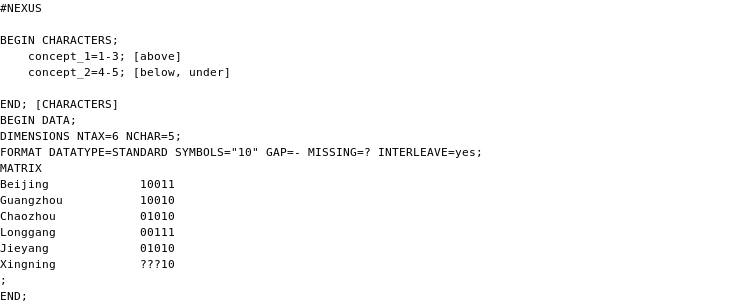 #NEXUS
BEGIN CHARACTERS;
concept_1=1-3; [above]
concept_2=4-5; [below, under]
END; [CHARACTERS]
BEGIN DATA;
DIMENSIONS NTAX=6 NCHAR=5;
FORMAT DATATYPE=STANDARD SYMBOLS="10" GAP=- MISSING=? INTERLEAVE=yes;
MATRIX
Beijing 10011
Guangzhou 10010
Chaozhou 01010
Longgang 00111
Jieyang 01010
Xingning ???10
;
END;